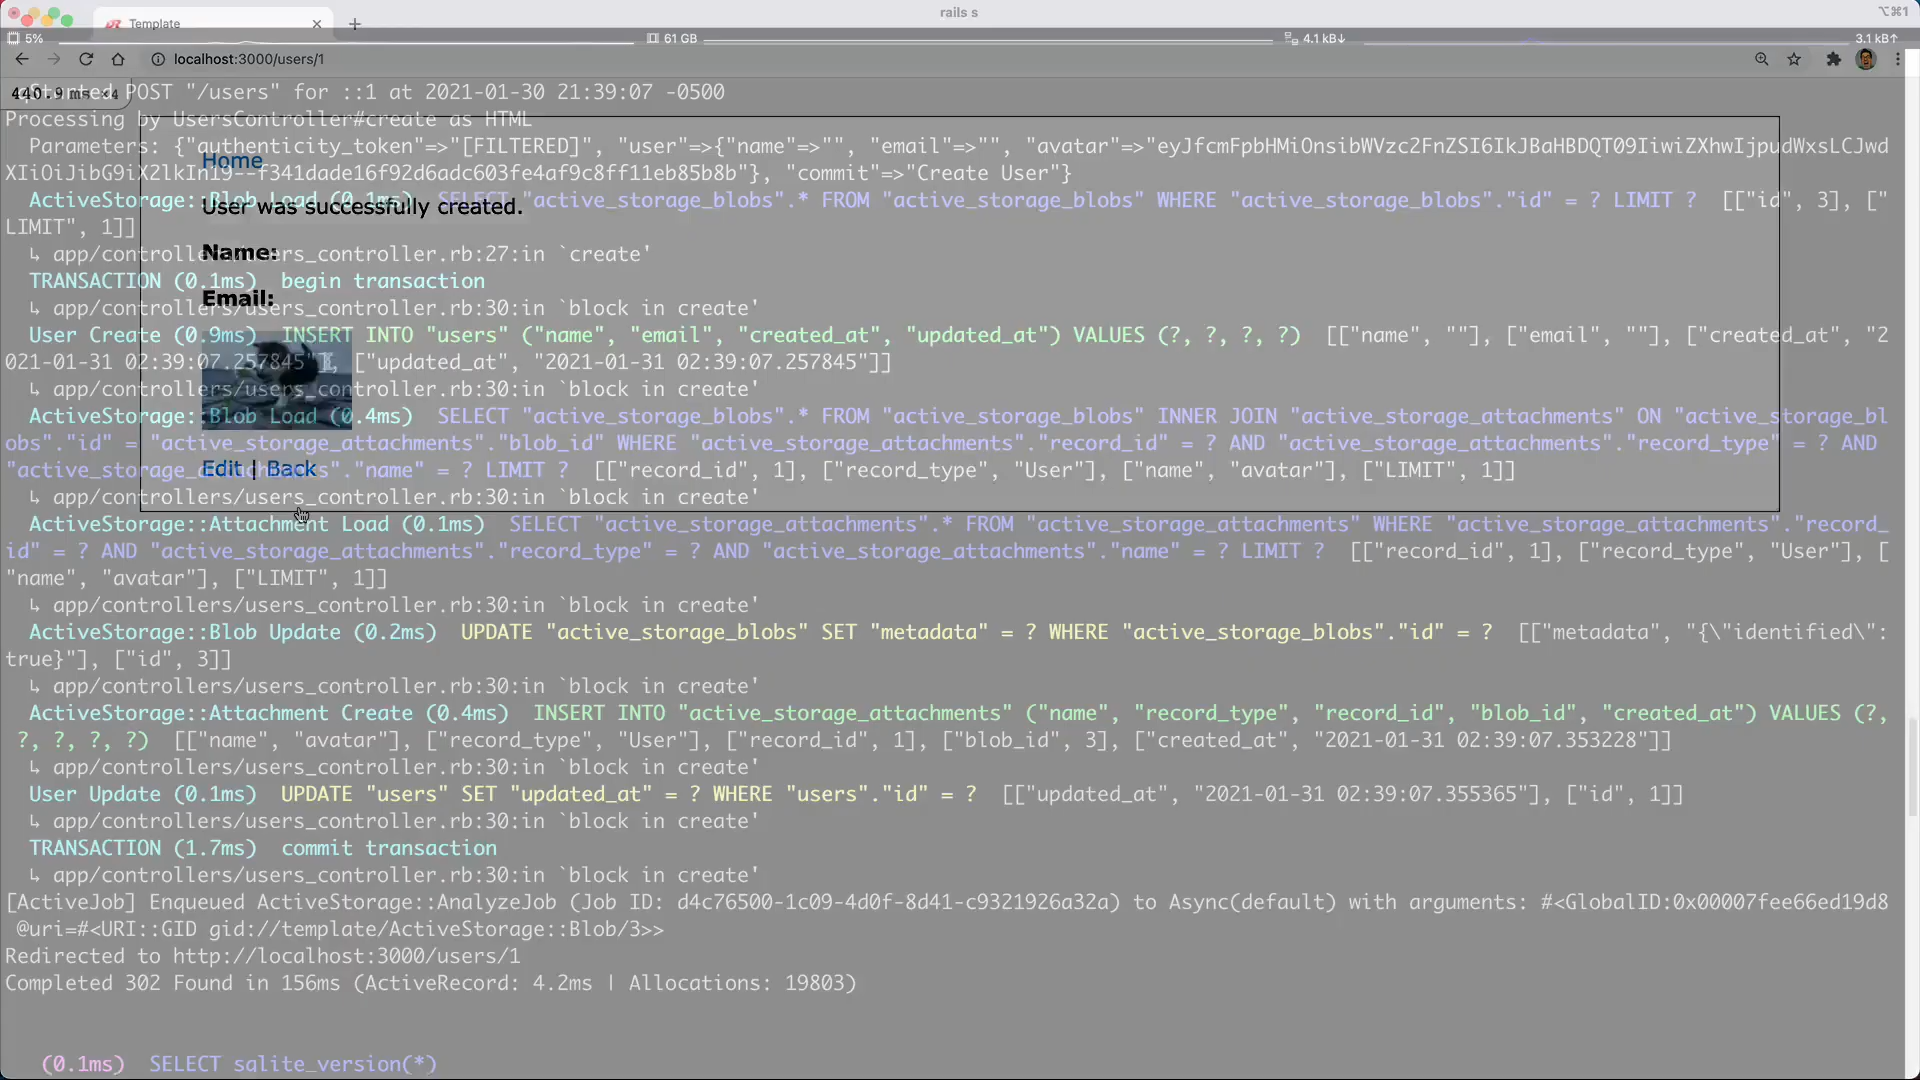 rails s
⌥⌘1
Template
5%
61 GB
4.1 kB↓
3.1 kB↑
localhost:3000/users/1
440.9 ms ×4
Started POST "/users" for ::1 at 2021-01-30 21:39:07 -0500
Processing by UsersController#create as HTML
Parameters: {"authenticity_token"=>"[FILTERED]", "user"=>{"name"=>"", "email"=>"", "avatar"=>"eyJfcmFpbHMiOnsibWVzc2FnZSI6IkJBaHBDQT09IiwiZXhwIjpudWxsLCJwd
XIiOiJibG9iX2lkIn19--f341dade16f92d6adc603fe4af9c8ff11eb85b8b"}, "commit"=>"Create User"}
Home
ActiveStorage::Blob Load (0.1ms) SELECT "active_storage_blobs".* FROM "active_storage_blobs" WHERE "active_storage_blobs"."id" = ? LIMIT ? [["id", 3], ["
LIMIT", 1]]
User was successfully created.
↳ app/controllers/users_controller.rb:27:in `create'
Name:
TRANSACTION (0.1ms) begin transaction
↳ app/controllers/users_controller.rb:30:in `block in create'
Email:
User Create (0.9ms) INSERT INTO "users" ("name", "email", "created_at", "updated_at") VALUES (?, ?, ?, ?) [["name", ""], ["email", ""], ["created_at", "2
021-01-31 02:39:07.257845"], ["updated_at", "2021-01-31 02:39:07.257845"]]
↳ app/controllers/users_controller.rb:30:in `block in create'
ActiveStorage::Blob Load (0.4ms) SELECT "active_storage_blobs".* FROM "active_storage_blobs" INNER JOIN "active_storage_attachments" ON "active_storage_bl
obs"."id" = "active_storage_attachments"."blob_id" WHERE "active_storage_attachments"."record_id" = ? AND "active_storage_attachments"."record_type" = ? AND
"active_storage_attachments"."name" = ? LIMIT ? [["record_id", 1], ["record_type", "User"], ["name", "avatar"], ["LIMIT", 1]]
Edit | Back
↳ app/controllers/users_controller.rb:30:in `block in create'
ActiveStorage::Attachment Load (0.1ms) SELECT "active_storage_attachments".* FROM "active_storage_attachments" WHERE "active_storage_attachments"."record_
id" = ? AND "active_storage_attachments"."record_type" = ? AND "active_storage_attachments"."name" = ? LIMIT ? [["record_id", 1], ["record_type", "User"], [
"name", "avatar"], ["LIMIT", 1]]
↳ app/controllers/users_controller.rb:30:in `block in create'
ActiveStorage::Blob Update (0.2ms) UPDATE "active_storage_blobs" SET "metadata" = ? WHERE "active_storage_blobs"."id" = ? [["metadata", "{\"identified\":
true}"], ["id", 3]]
↳ app/controllers/users_controller.rb:30:in `block in create'
ActiveStorage::Attachment Create (0.4ms) INSERT INTO "active_storage_attachments" ("name", "record_type", "record_id", "blob_id", "created_at") VALUES (?,
?, ?, ?, ?) [["name", "avatar"], ["record_type", "User"], ["record_id", 1], ["blob_id", 3], ["created_at", "2021-01-31 02:39:07.353228"]]
↳ app/controllers/users_controller.rb:30:in `block in create'
User Update (0.1ms) UPDATE "users" SET "updated_at" = ? WHERE "users"."id" = ? [["updated_at", "2021-01-31 02:39:07.355365"], ["id", 1]]
↳ app/controllers/users_controller.rb:30:in `block in create'
TRANSACTION (1.7ms) commit transaction
↳ app/controllers/users_controller.rb:30:in `block in create'
[ActiveJob] Enqueued ActiveStorage::AnalyzeJob (Job ID: d4c76500-1c09-4d0f-8d41-c9321926a32a) to Async(default) with arguments: #<GlobalID:0x00007fee66ed19d8
@uri=#<URI::GID gid://template/ActiveStorage::Blob/3>>
Redirected to http://localhost:3000/users/1
Completed 302 Found in 156ms (ActiveRecord: 4.2ms | Allocations: 19803)
(0.1ms) SELECT sqlite_version(*)